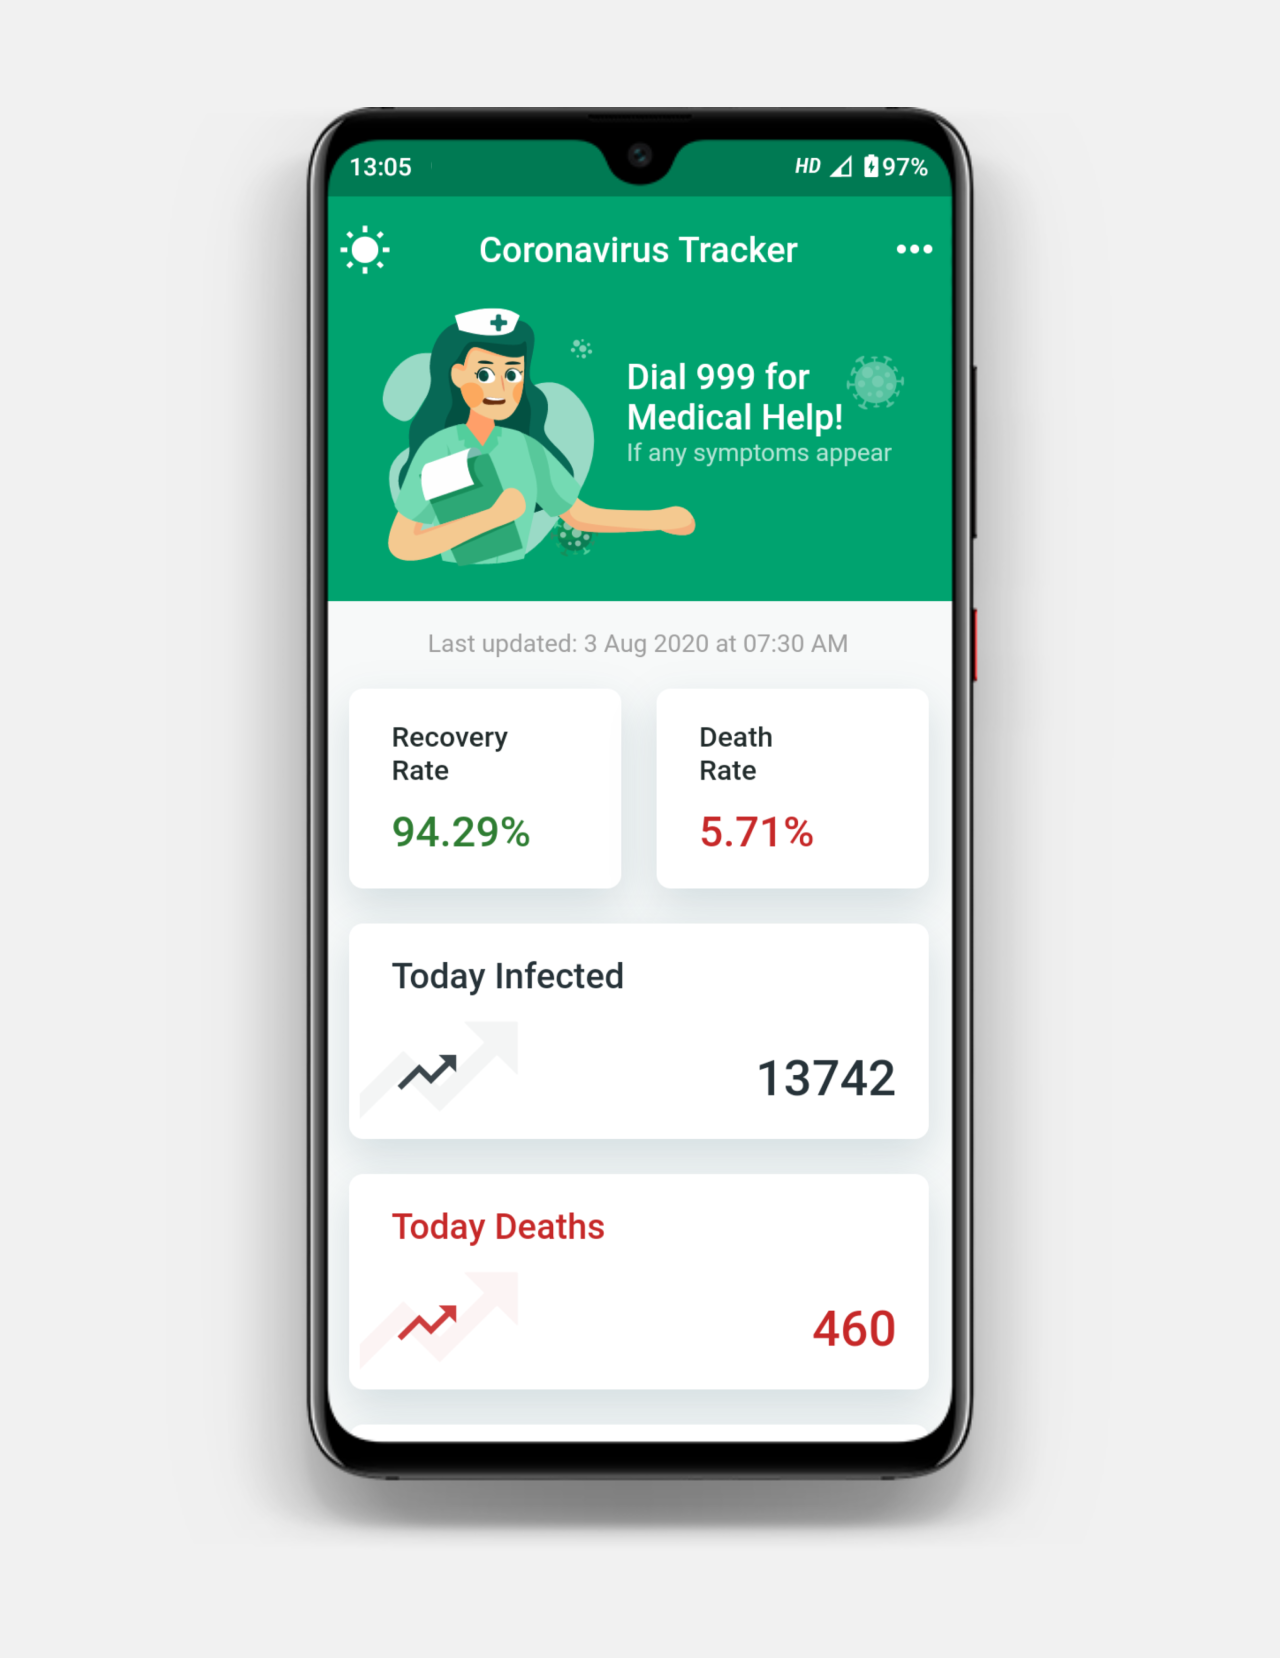 13:05
HD
97%
Coronavirus Tracker
Dial 999 for
Medical Help!
If any symptoms appear
Last updated: 3 Aug 2020 at 07:30 AM
Recovery
Rate
94.29%
Death
Rate
5.71%
Today Infected
13742
Today Deaths
460